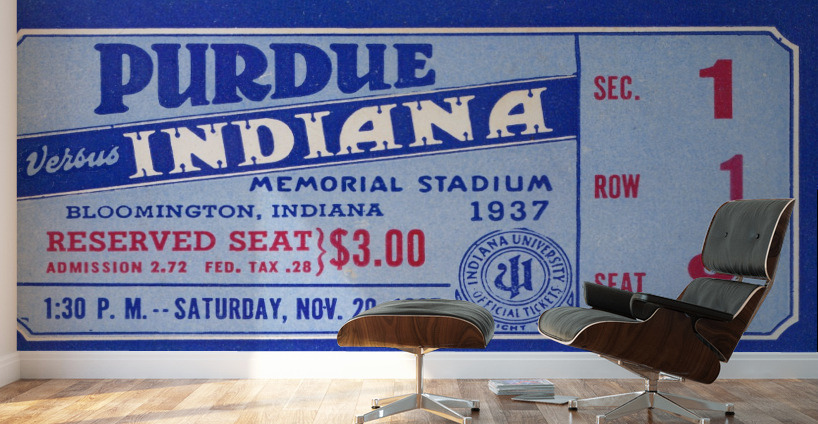 PURDUE
Versus INDIANA
MEMORIAL STADIUM
BLOOMINGTON, INDIANA 1937
RESERVED SEAT} $3.00
ADMISSION 2.72 FED. TAX .28
1:30 P. M. -- SATURDAY, NOV.
INDIANA UNIVERSITY
OFFICIAL TICKETS
IU
SEC. 1
ROW 1
SEAT